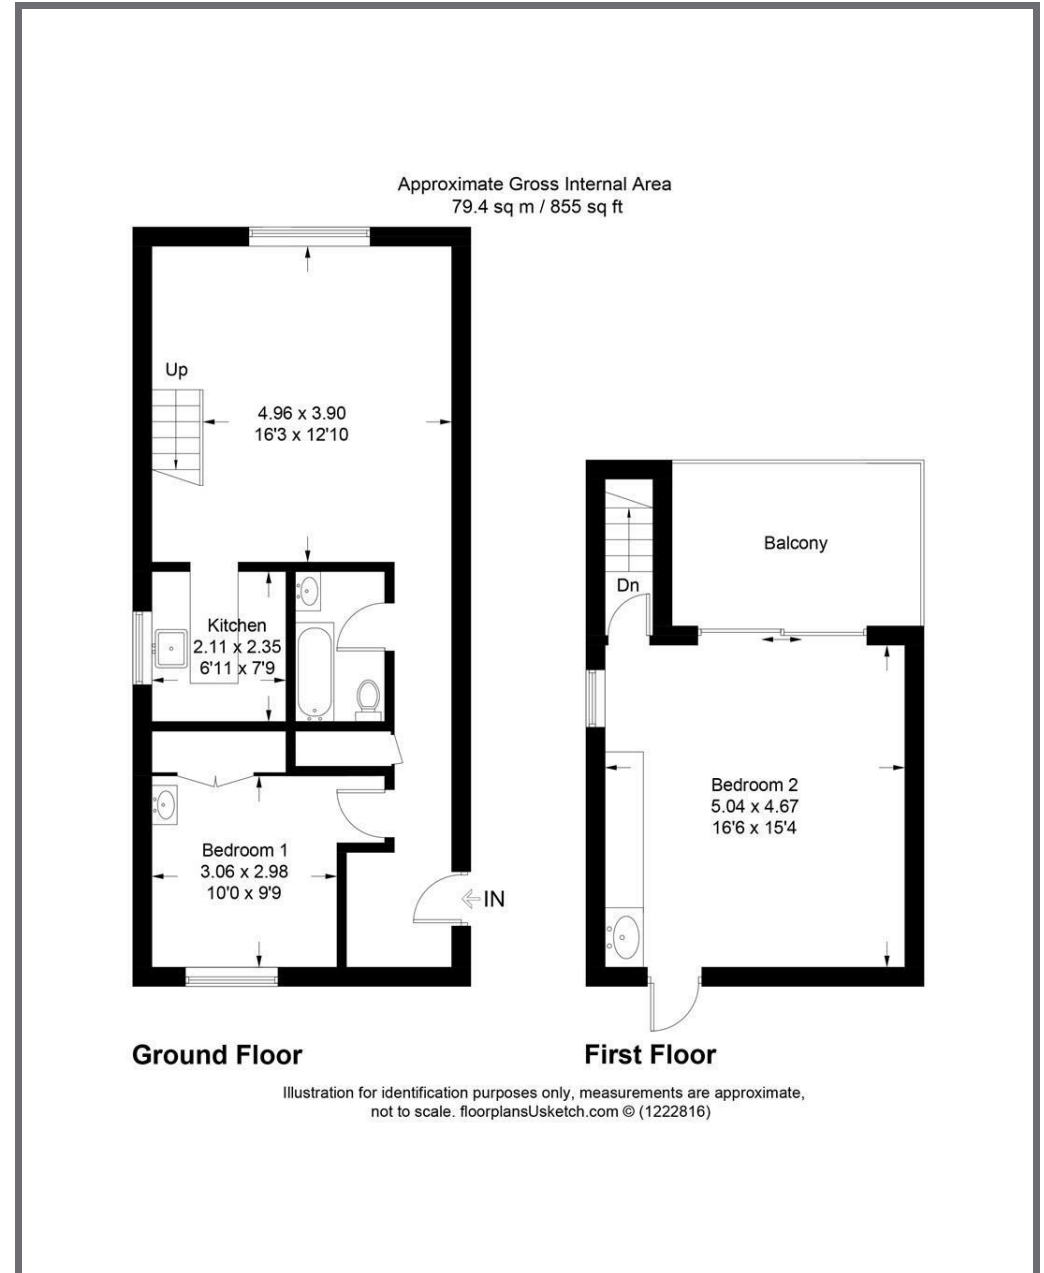 Approximate Gross Internal Area
79.4 sq m / 855 sq ft
Up
4.96 x 3.90
16'3 x 12'10
Kitchen
2.11 x 2.35
6'11 x 7'9
Bedroom 1
3.06 x 2.98
10'0 x 9'9
IN
Balcony
Dn
Bedroom 2
5.04 x 4.67
16'6 x 15'4
Ground Floor
First Floor
Illustration for identification purposes only, measurements are approximate,
not to scale. floorplansUsketch.com © (1222816)